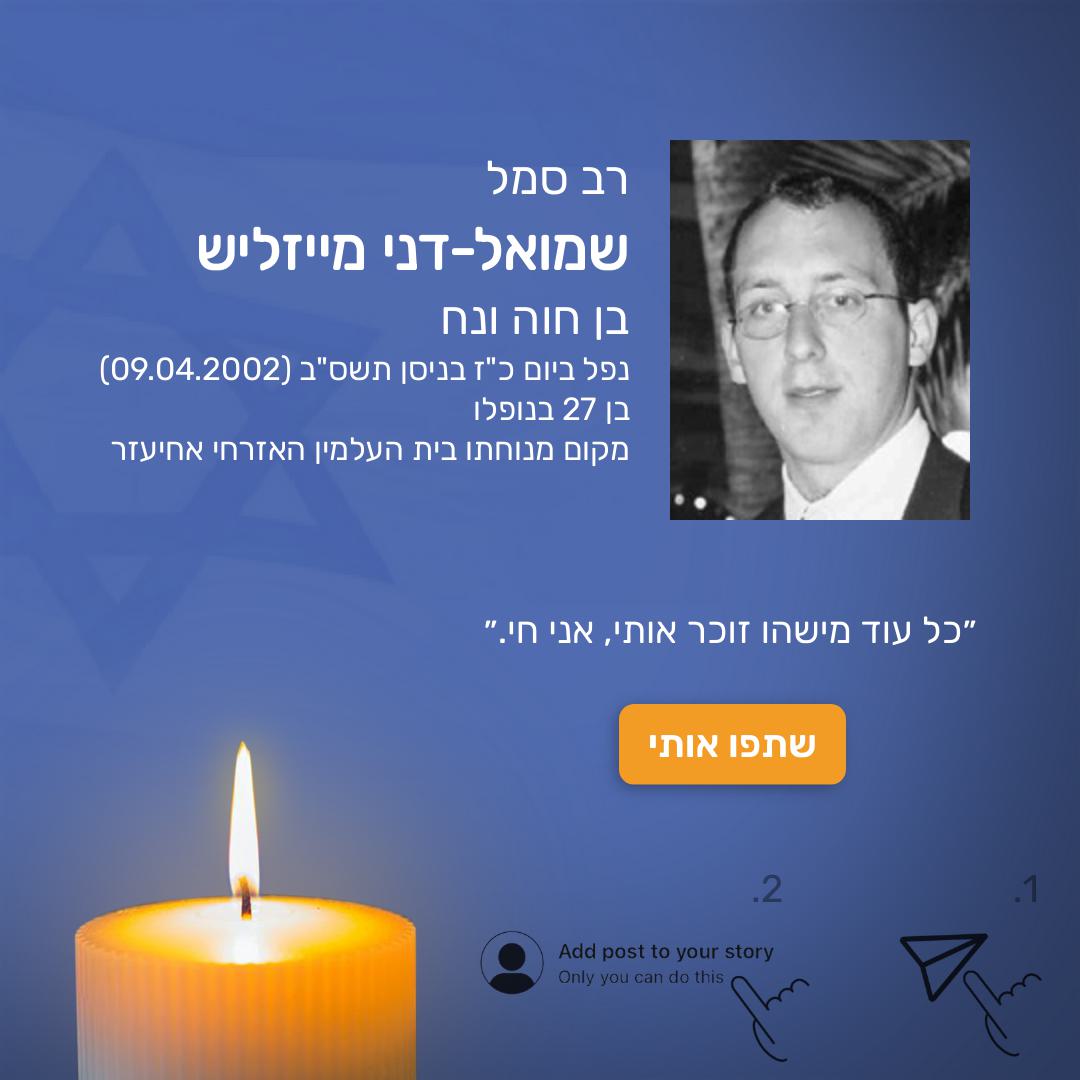 רב סמל
שמואל-דני מייזליש
בן חוה ונח
נפל ביום כ"ז בניסן תשס"ב (09.04.2002)
בן 27 בנופלו
מקום מנוחתו בית העלמין האזרחי אחיעזר
״כל עוד מישהו זוכר אותי, אני חי.״
שתפו אותי
1.
2.
Add post to your story
Only you can do this